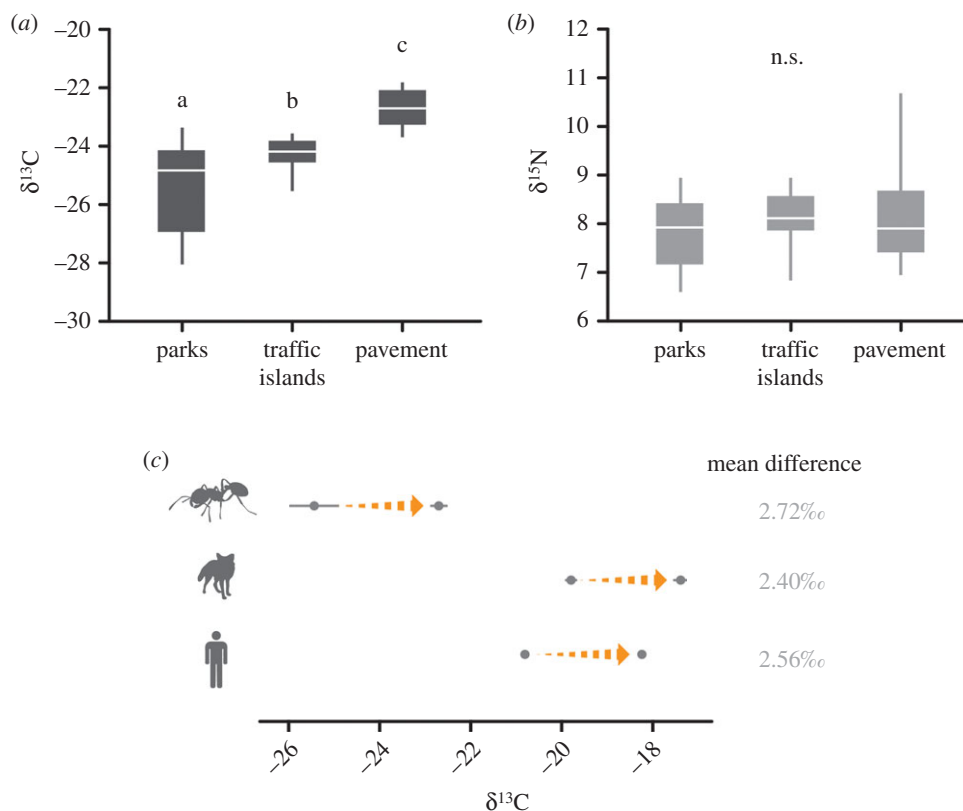 (a)
−20
−22
−24
−26
−28
−30
δ¹³C
a
b
c
parks
traffic
islands
pavement
(b)
12
11
10
9
8
7
6
δ¹⁵N
n.s.
parks
traffic
islands
pavement
(c)
mean difference
2.72‰
2.40‰
2.56‰
−26
−24
−22
−20
−18
δ¹³C